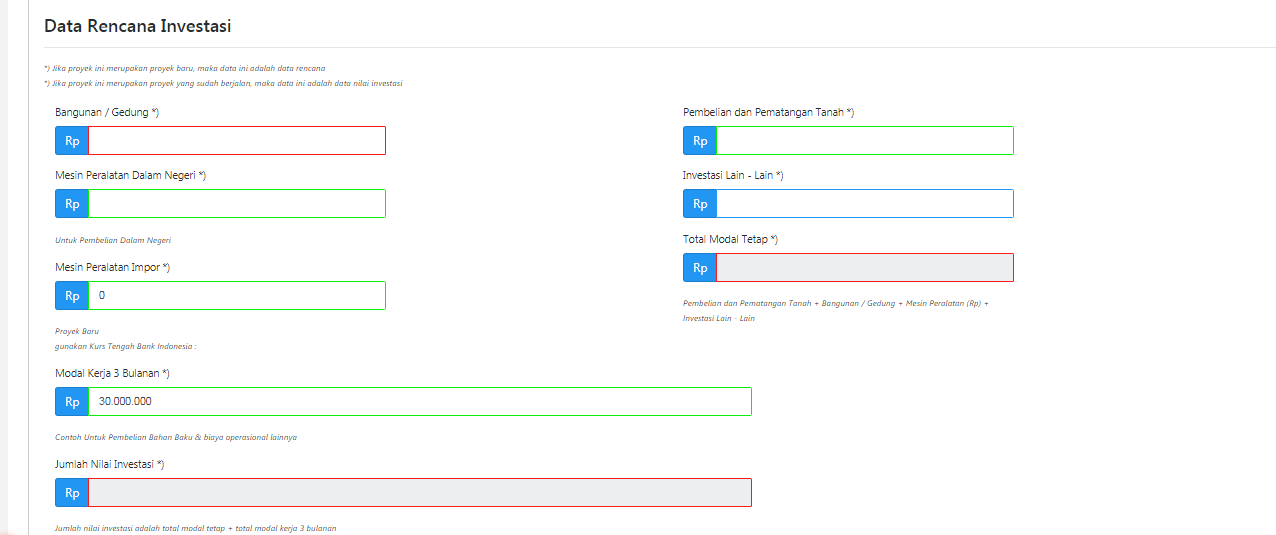 Data Rencana Investasi
*) Jika proyek ini merupakan proyek baru, maka data ini adalah data rencana
*) Jika proyek ini merupakan proyek yang sudah berjalan, maka data ini adalah data nilai investasi
Bangunan / Gedung *)
Rp
Pembelian dan Pematangan Tanah *)
Rp
Mesin Peralatan Dalam Negeri *)
Rp
Untuk Pembelian Dalam Negeri
Investasi Lain - Lain *)
Rp
Total Modal Tetap *)
Rp
Pembelian dan Pematangan Tanah + Bangunan / Gedung + Mesin Peralatan (Rp) +
Investasi Lain - Lain
Mesin Peralatan Impor *)
Rp 0
Proyek Baru
gunakan Kurs Tengah Bank Indonesia :
Modal Kerja 3 Bulanan *)
Rp 30.000.000
Contoh Untuk Pembelian Bahan Baku & biaya operasional lainnya
Jumlah Nilai Investasi *)
Rp
Jumlah nilai investasi adalah total modal tetap + total modal kerja 3 bulanan